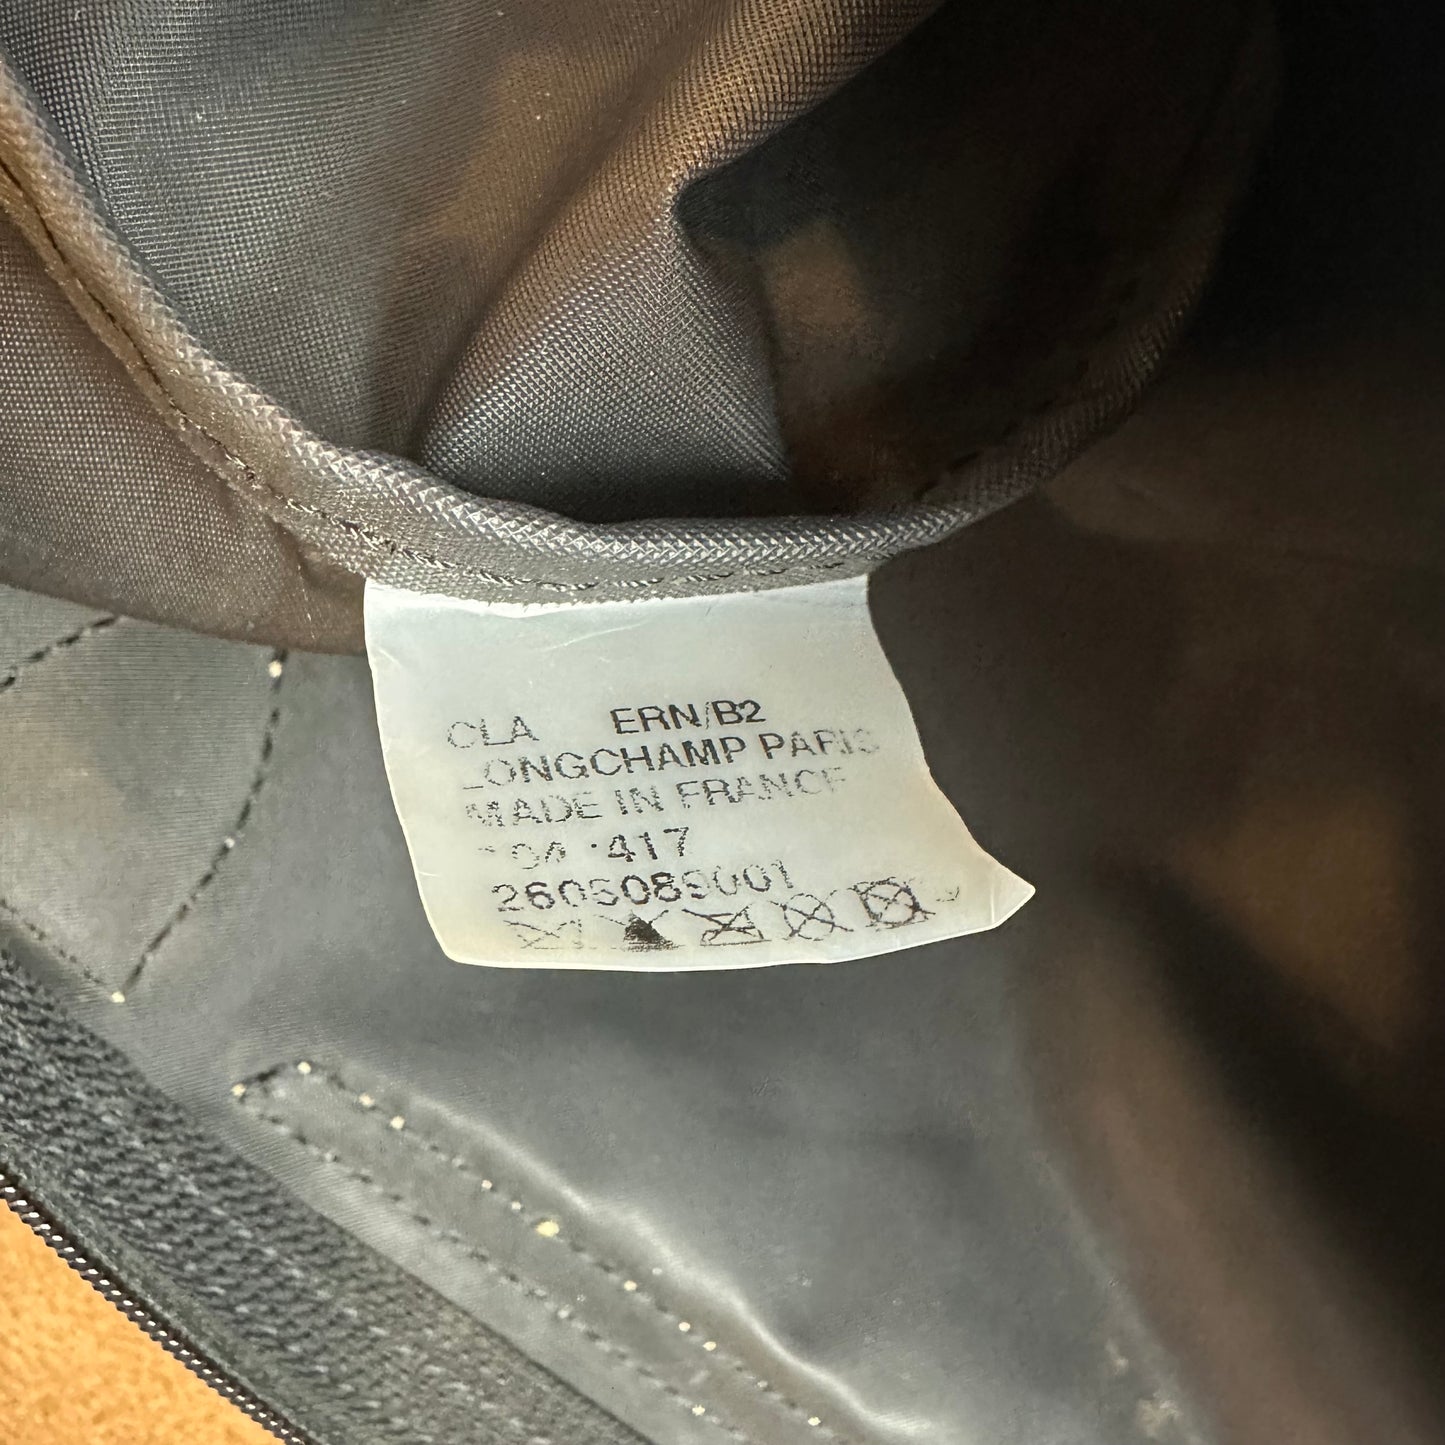 CLA ERN/B2
LONGCHAMP PARIS
MADE IN FRANCE
417
2605089001